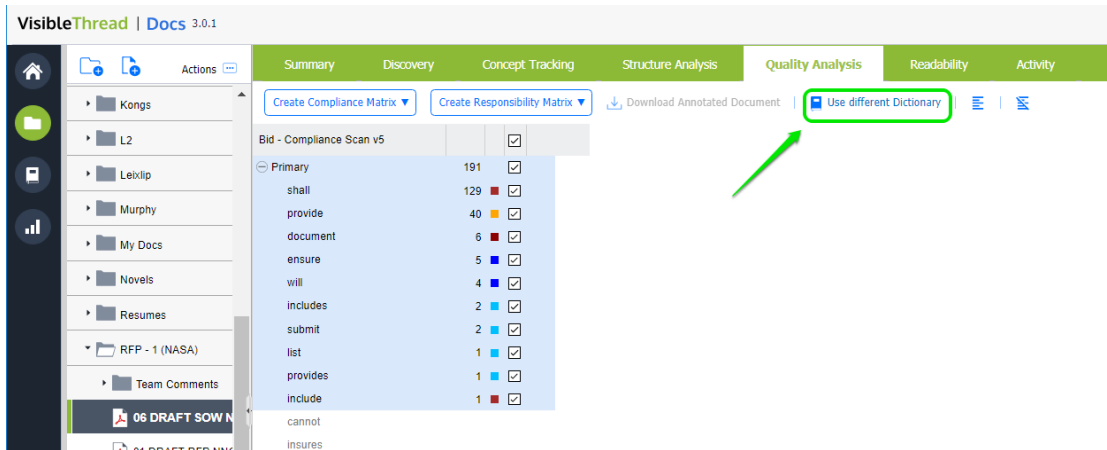 VisibleThread | Docs 3.0.1
Actions
Summary Discovery Concept Tracking Structure Analysis Quality Analysis Readability Activity
Create Compliance Matrix ▼ Create Responsibility Matrix ▼ Download Annotated Document Use different Dictionary
Kongs
L2
Leixlip
Murphy
My Docs
Novels
Resumes
RFP - 1 (NASA)
Team Comments
06 DRAFT SOW N
Bid - Compliance Scan v5
Primary 191
shall 129
provide 40
document 6
ensure 5
will 4
includes 2
submit 2
list 1
provides 1
include 1
cannot
insures